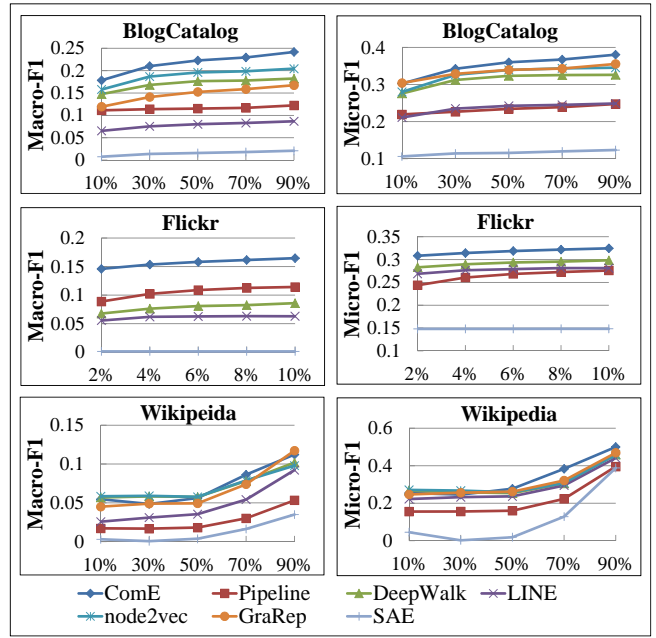 BlogCatalog
Macro-F1
0.25
0.2
0.15
0.1
0.05
0
10% 30% 50% 70% 90%
BlogCatalog
Micro-F1
0.4
0.3
0.2
0.1
10% 30% 50% 70% 90%
Flickr
Macro-F1
0.2
0.15
0.1
0.05
0
2% 4% 6% 8% 10%
Flickr
Micro-F1
0.35
0.3
0.25
0.2
0.15
0.1
2% 4% 6% 8% 10%
Wikipeida
Macro-F1
0.15
0.1
0.05
0
10% 30% 50% 70% 90%
Wikipedia
Micro-F1
0.6
0.4
0.2
0
10% 30% 50% 70% 90%
ComE Pipeline DeepWalk LINE
node2vec GraRep SAE